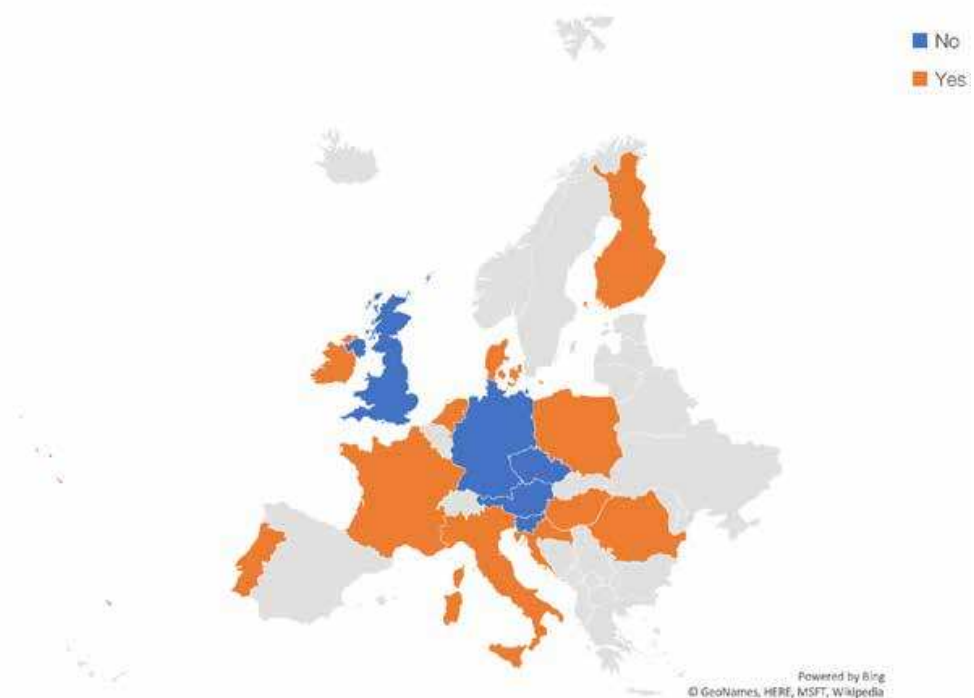 No
Yes
Powered by Bing
© GeoNames, HERE, MSFT, Wikipedia